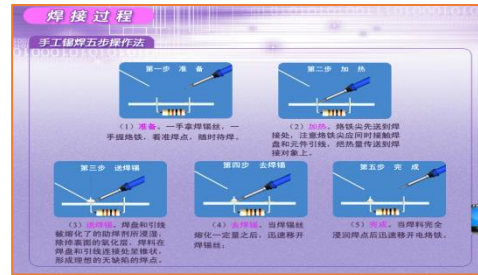 焊接过程
手工锡焊五步操作法
第一步 准 备
第二步 加 热
(1)准备。一手拿焊锡丝，一
手握烙铁，看准焊点，随时待焊。
(2)加热。烙铁尖先送到焊
接处，注意烙铁尖应同时接触焊
盘和元件引线，把热量传送到焊
接对象上。
第三步 送焊锡
第四步 去焊锡
第五步 完 成
(3)送焊锡。焊盘和引线
被熔化了的助焊剂所浸湿，
除掉表面的氧化层，焊料在
焊盘和引线连接处呈锥状，
形成理想的无缺陷的焊点。
(4)去焊锡。当焊锡丝
熔化一定量之后，迅速移开
焊锡丝；
(5)完成。当焊料完全
浸润焊点后迅速移开电烙铁。